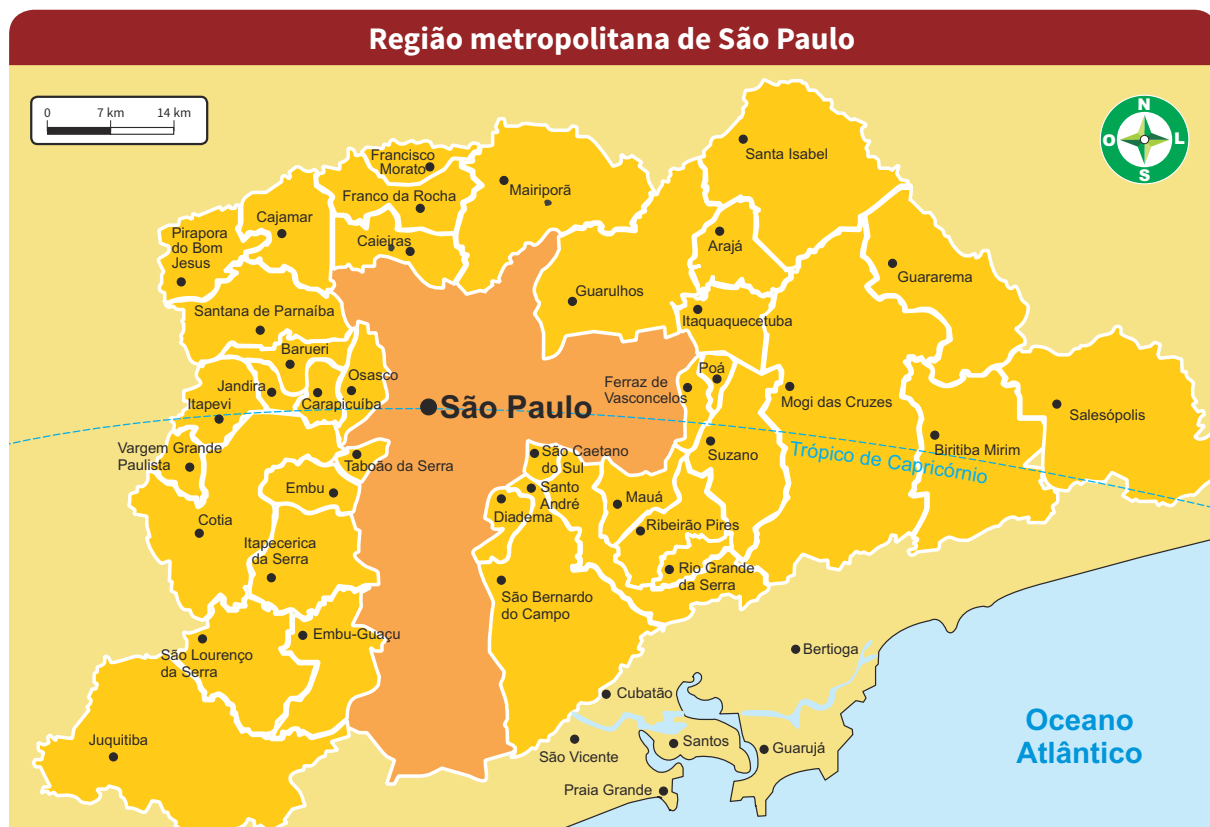 Região metropolitana de São Paulo
0 7 km 14 km
N
O L
S
Francisco
Morato
Franco da Rocha
Mairiporã
Santa Isabel
Cajamar
Pirapora
do Bom
Jesus
Caieiras
Arajá
Guararema
Guarulhos
Santana de Parnaíba
Itaquaquecetuba
Barueri
Osasco
Jandira
Carapicuíba
Itapevi
Poá
Ferraz de
Vasconcelos
São Paulo
Mogi das Cruzes
Salesópolis
Vargem Grande
Paulista
Taboão da Serra
São Caetano
do Sul
Suzano
Trópico de Capricórnio
Biritiba Mirim
Embu
Santo
André
Diadema
Mauá
Cotia
Ribeirão Pires
Itapecerica
da Serra
Rio Grande
da Serra
São Bernardo
do Campo
Embu-Guaçu
São Lourenço
da Serra
Bertioga
Cubatão
Juquitiba
São Vicente
Santos
Guarujá
Praia Grande
Oceano
Atlântico